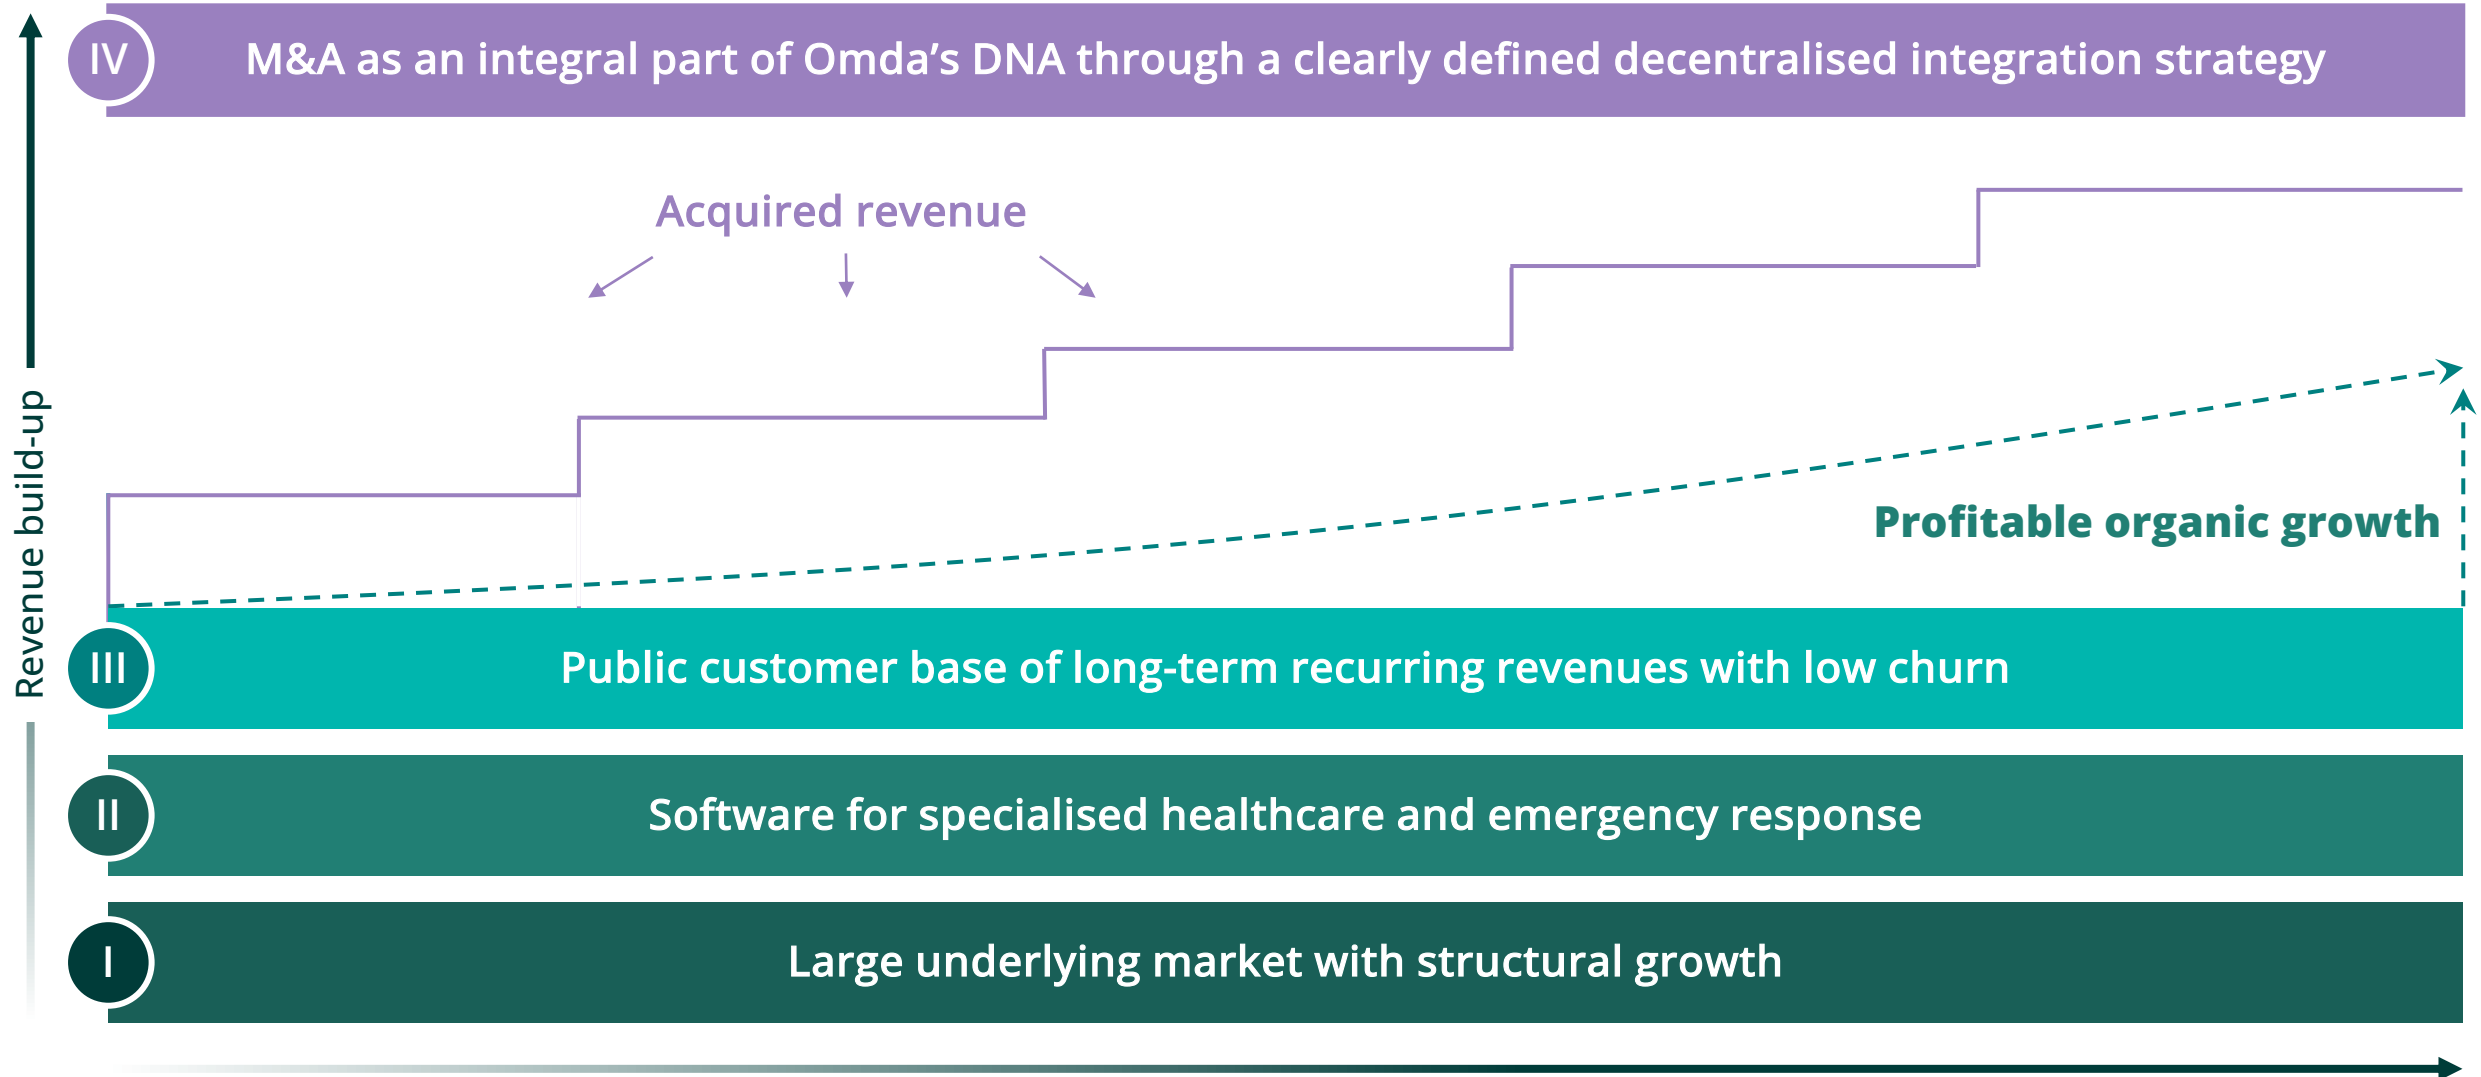 IV
M&A as an integral part of Omda’s DNA through a clearly defined decentralised integration strategy
Acquired revenue
Revenue build-up
Profitable organic growth
III
Public customer base of long-term recurring revenues with low churn
II
Software for specialised healthcare and emergency response
I
Large underlying market with structural growth